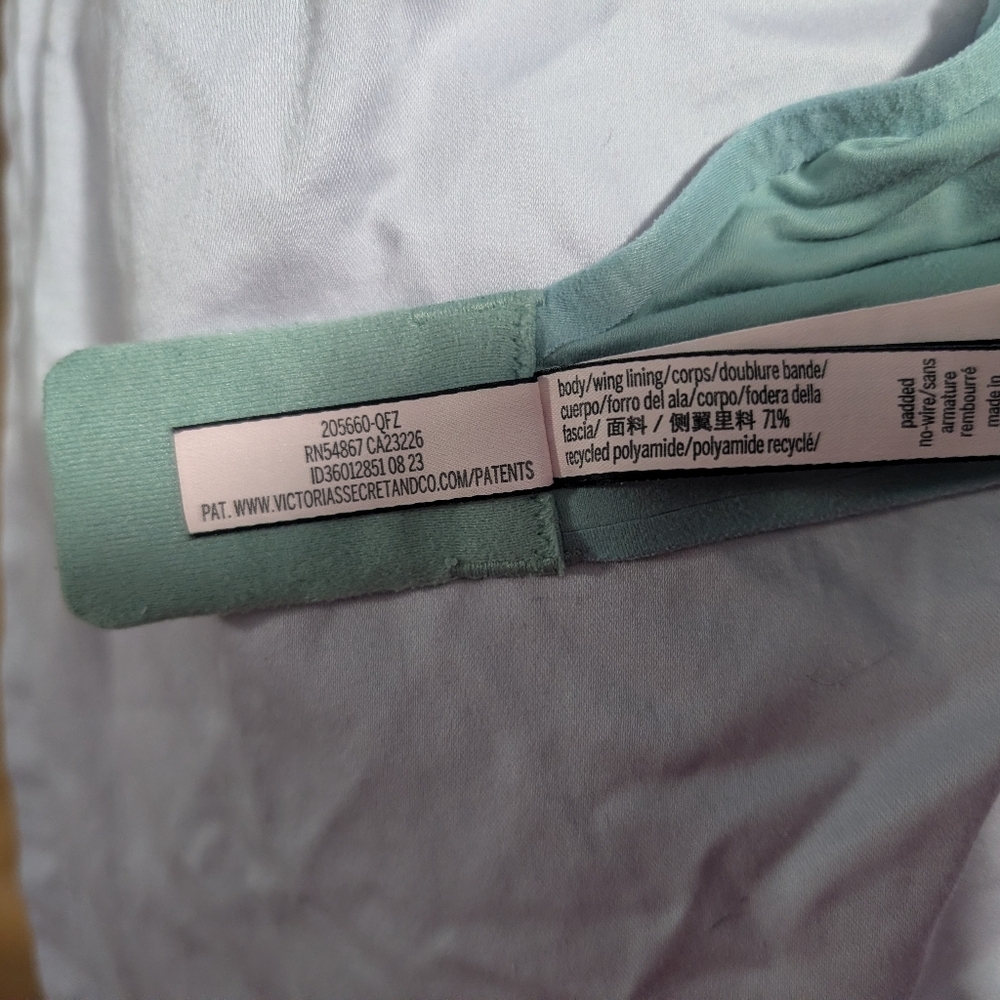 205660-QFZ
RN54867 CA23226
ID36012851 08 23
PAT. WWW.VICTORIASSECRETANDCO.COM/PATENTS
body/wing lining/corps/doublure bande/
cuerpo/forro del ala/corpo/fodera della
fascia/ 面料 / 侧翼里料 71%
recycled polyamide/polyamide recyclé/
padded
no-wire/sans
armature
rembourré
made in